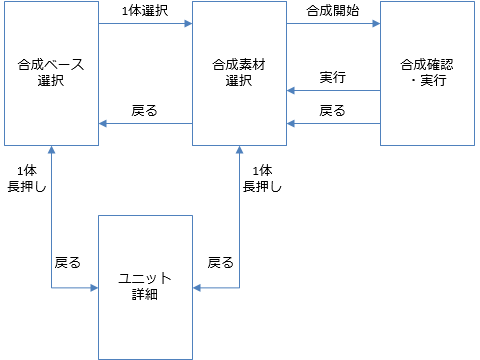 1体選択
合成開始
合成ベース
選択
合成素材
選択
合成確認
・実行
実行
戻る
戻る
1体
長押し
1体
長押し
戻る
戻る
ユニット
詳細